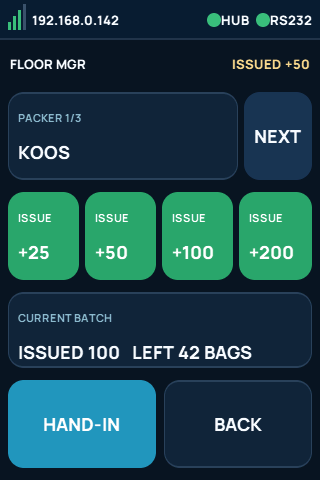 192.168.0.142 HUB RS232
FLOOR MGR ISSUED +50
PACKER 1/3
KOOS
NEXT
ISSUE ISSUE ISSUE ISSUE
+25 +50 +100 +200
CURRENT BATCH
ISSUED 100 LEFT 42 BAGS
HAND-IN BACK